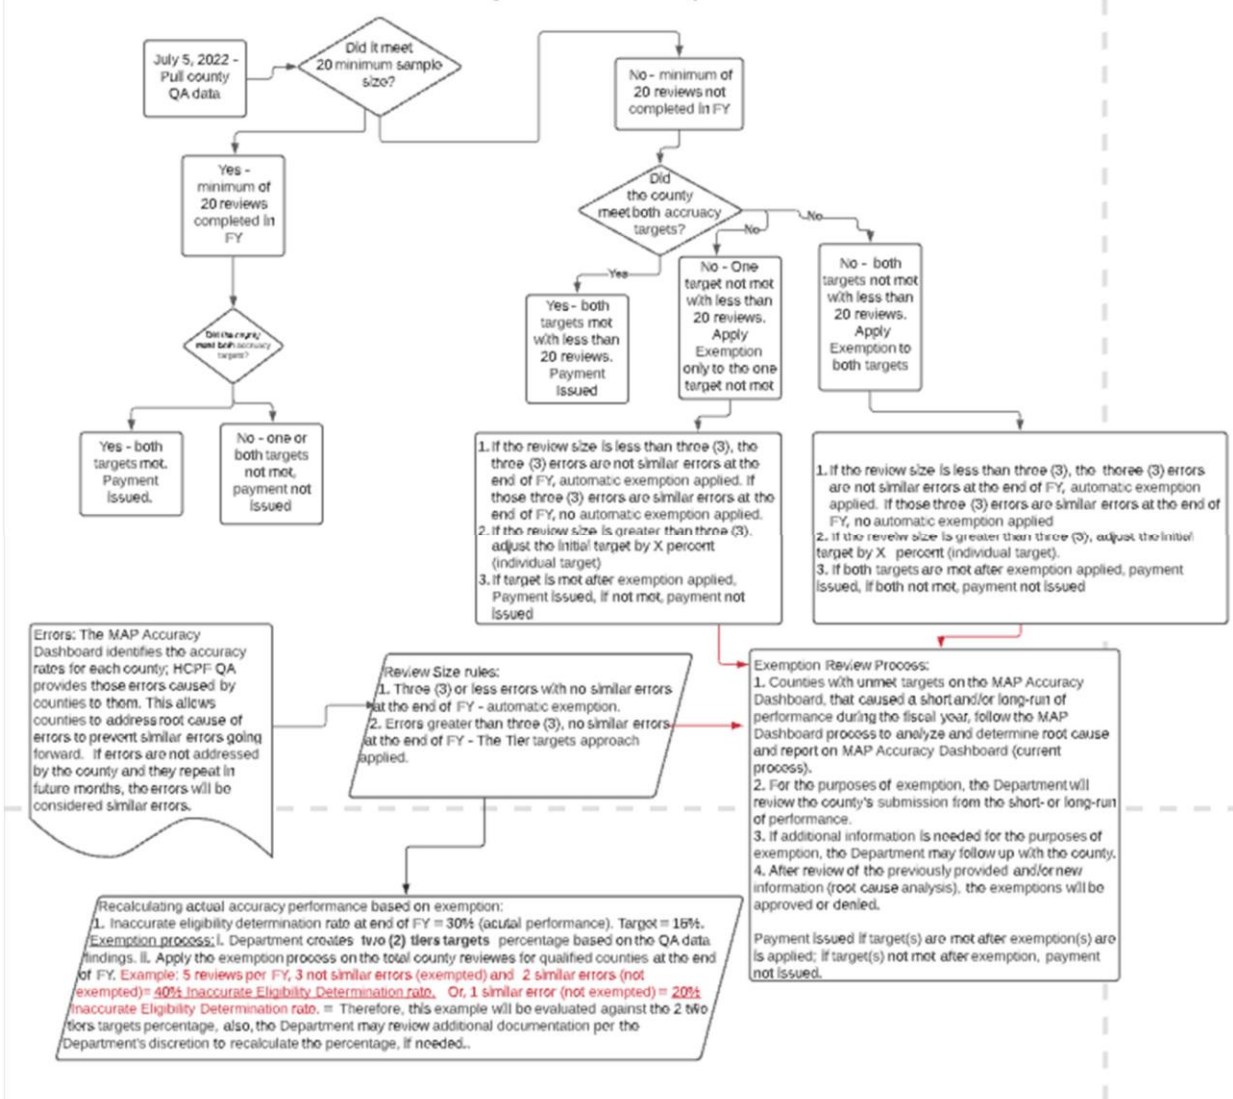 July 5, 2022 -
Pull county
QA data
Did it meet
20 minimum sample
size?
No - minimum of
20 reviews not
completed in FY
Yes -
minimum of
20 reviews
completed in
FY
Did
the county
meet both accruacy
targets?
No
No
Yes
Did the county
meet both accruacy
targets?
Yes - both
targets met.
Payment
issued.
No - one or
both targets
not met,
payment not
issued
Yes - both
targets met
with less than
20 reviews.
Payment
Issued
No - One
target not met
with less than
20 reviews.
Apply
Exemption
only to the one
target not met
No - both
targets not met
with less than
20 reviews.
Apply
Exemption to
both targets
1. If the review size is less than three (3), the
three (3) errors are not similar errors at the
end of FY, automatic exemption applied. If
those three (3) errors are similar errors at the
end of FY, no automatic exemption applied.
2. If the review size is greater than three (3),
adjust the Initial target by X percent
(individual target)
3. If target is met after exemption applied,
Payment issued, if not met, payment not
issued
1. If the review size is less than three (3), the thoree (3) errors
are not similar errors at the end of FY, automatic exemption
applied. If those three (3) errors are similar errors at the end of
FY, no automatic exemption applied
2. If the reveiw size is greater than three (3), adjust the Initial
target by X percent (individual target).
3. If both targets are met after exemption applied, payment
issued, if both not met, payment not issued
Errors: The MAP Accuracy
Dashboard identifies the accuracy
rates for each county; HCPF QA
provides those errors caused by
counties to them. This allows
counties to address root cause of
errors to prevent similar errors going
forward. If errors are not addressed
by the county and they repeat in
future months, the errors will be
considered similar errors.
Review Size rules:
1. Three (3) or less errors with no similar errors
at the end of FY - automatic exemption.
2. Errors greater than three (3), no similar errors
at the end of FY - The Tier targets approach
applied.
Exemption Review Process:
1. Counties with unmet targets on the MAP Accuracy
Dashboard, that caused a short and/or long-run of
performance during the fiscal year, follow the MAP
Dashboard process to analyze and determine root cause
and report on MAP Accuracy Dashboard (current
process).
2. For the purposes of exemption, the Department will
review the county's submission from the short- or long-run
of performance.
3. If additional information is needed for the purposes of
exemption, the Department may follow up with the county.
4. After review of the previously provided and/or new
information (root cause analysis), the exemptions will be
approved or denied.
Payment issued if target(s) are met after exemption(s) are
is applied; if target(s) not met after exemption, payment
not issued.
Recalculating actual accuracy performance based on exemption:
1. Inaccurate eligibility determination rate at end of FY = 30% (acutal performance). Target = 16%.
Exemption process: i. Department creates two (2) tiers targets percentage based on the QA data
findings. ii. Apply the exemption process on the total county reviewes for qualified counties at the end
of FY. Example: 5 reviews per FY, 3 not similar errors (exempted) and 2 similar errors (not
exempted)= 40% Inaccurate Eligibility Determination rate. Or, 1 similar error (not exempted) = 20%
Inaccurate Eligibility Determination rate. = Therefore, this example will be evaluated against the 2 two
tiers targets percentage, also, the Department may review additional documentation per the
Department's discretion to recalculate the percentage, if needed..